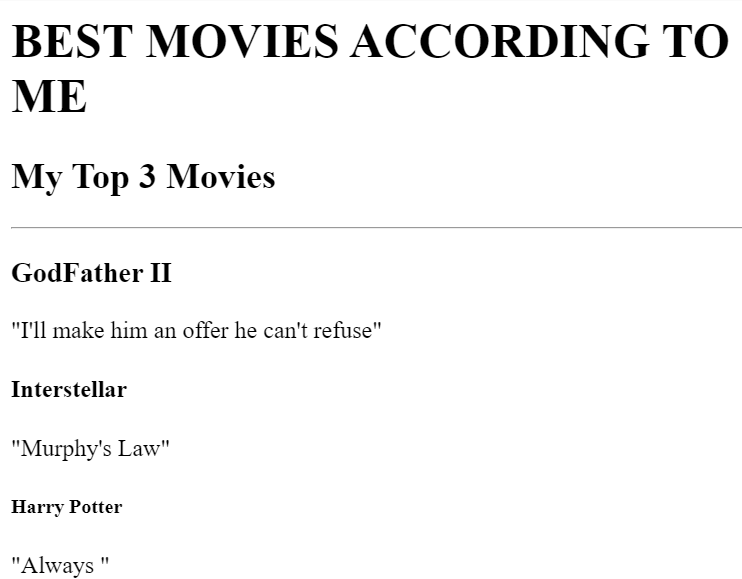 BEST MOVIES ACCORDING TO
ME
My Top 3 Movies
GodFather II
"I'll make him an offer he can't refuse"
Interstellar
"Murphy's Law"
Harry Potter
"Always "